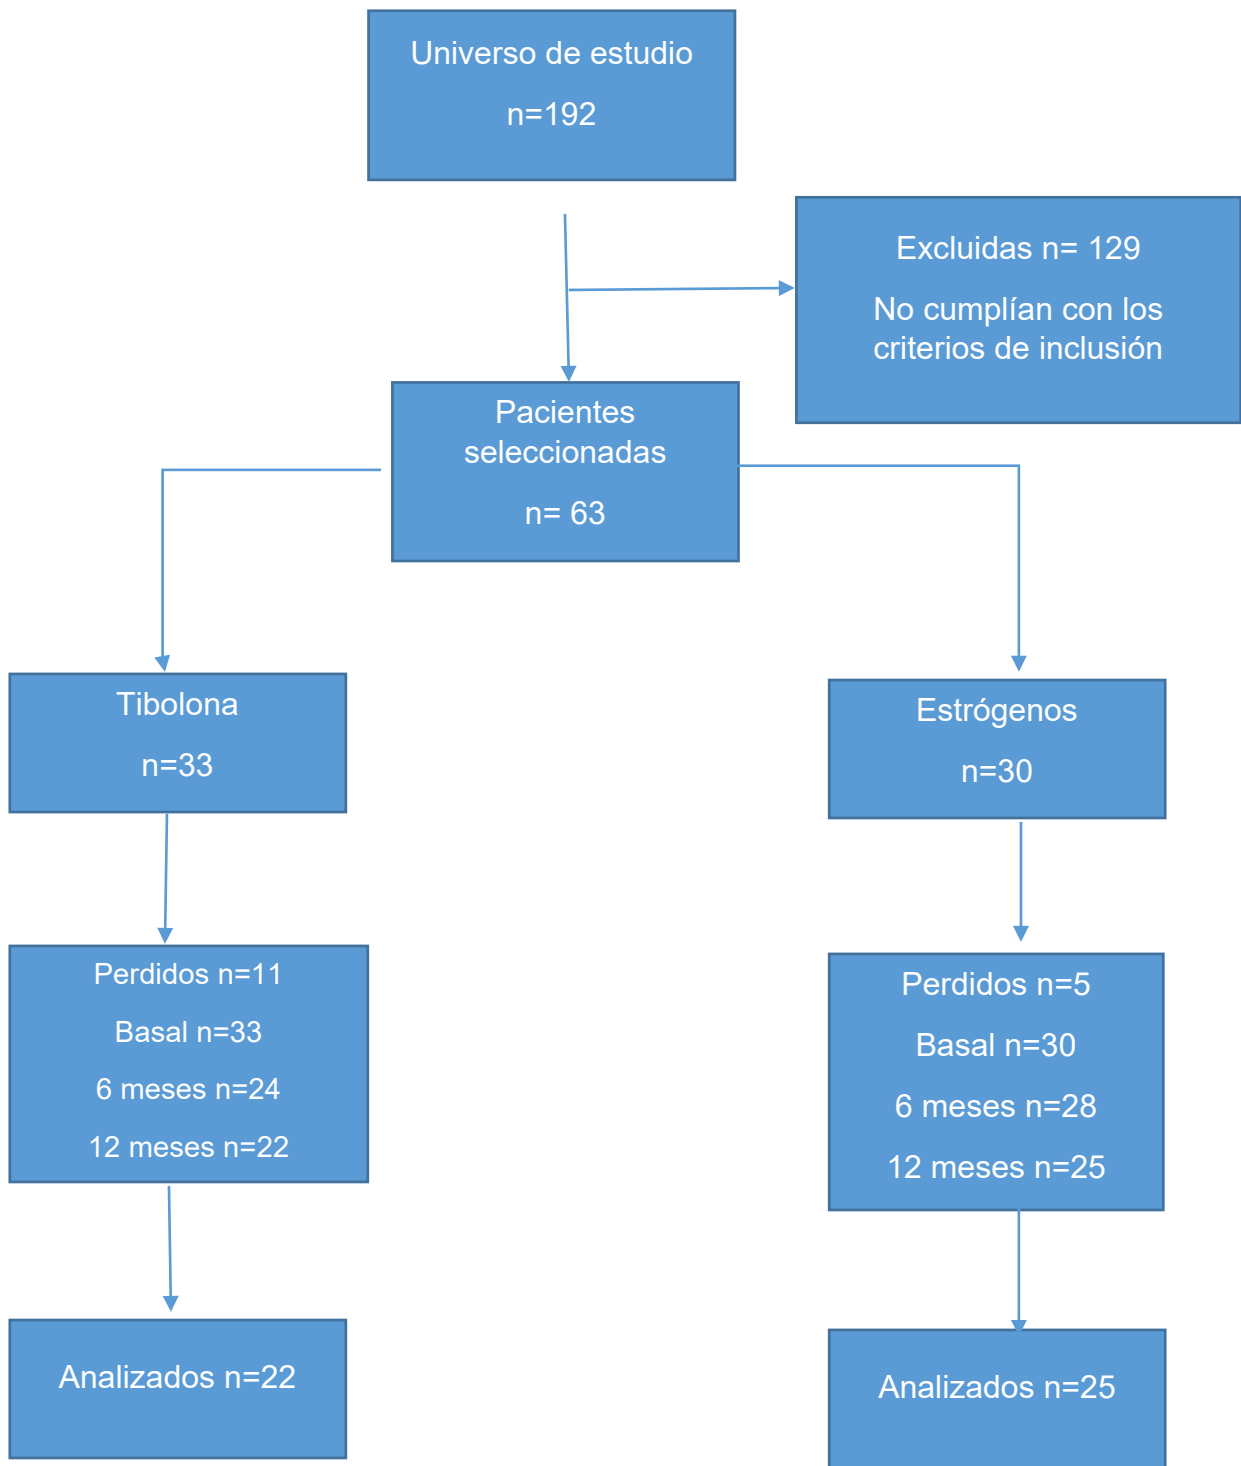 Universo de estudio
n=192
Excluidas n= 129
No cumplían con los
criterios de inclusión
Pacientes
seleccionadas
n= 63
Tibolona
n=33
Estrógenos
n=30
Perdidos n=11
Basal n=33
6 meses n=24
12 meses n=22
Perdidos n=5
Basal n=30
6 meses n=28
12 meses n=25
Analizados n=22
Analizados n=25